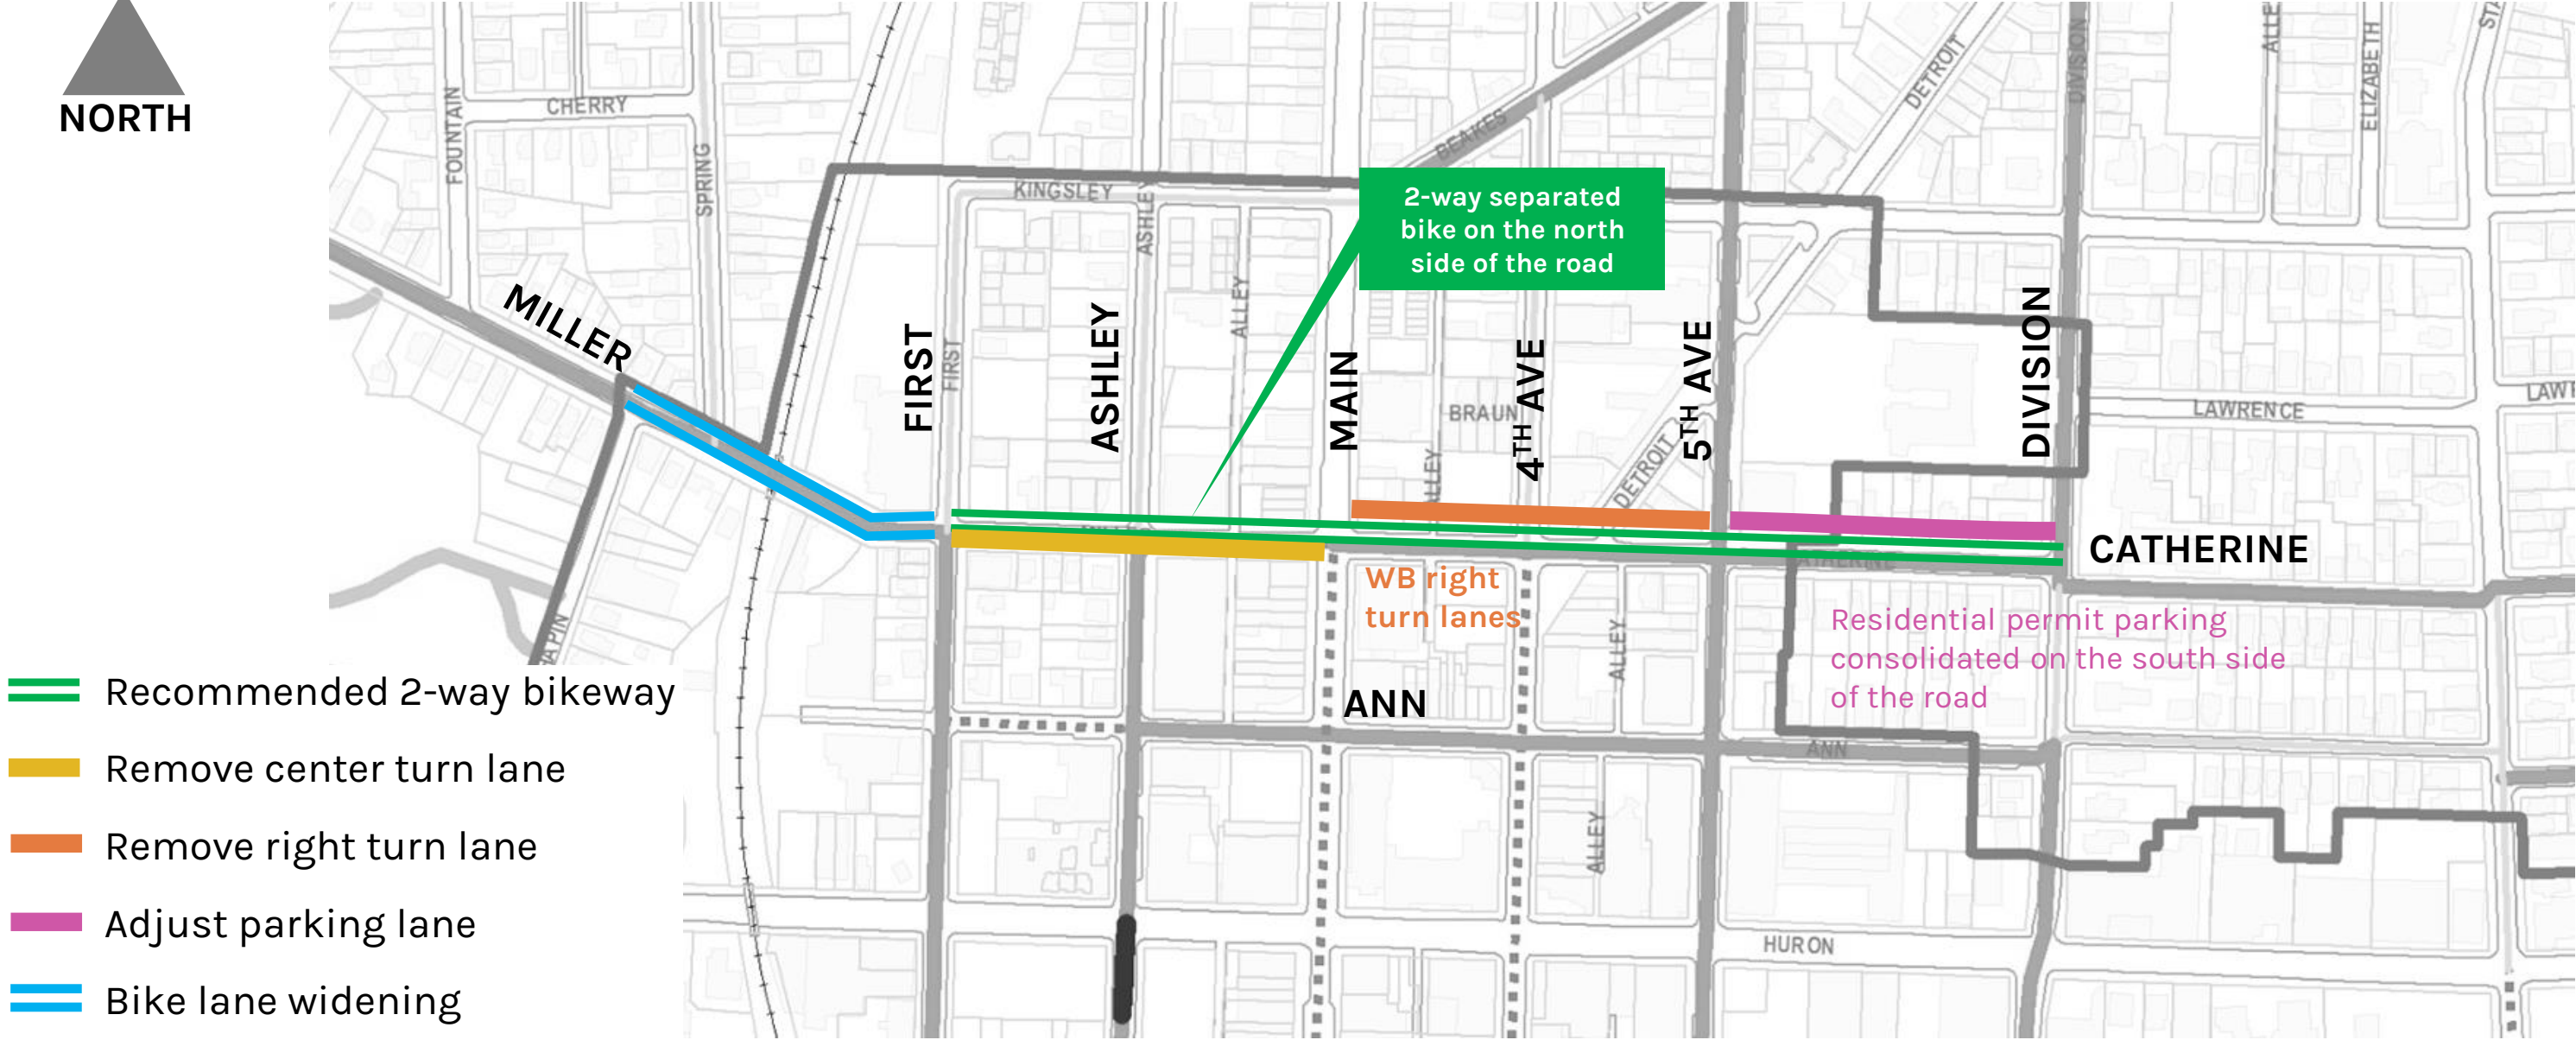 NORTH
FOUNTAIN
CHERRY
SPRING
MILLER
KINGSLEY
ASHLEY
FIRST
FIRST
ASHLEY
ALLEY
BEAKES
2-way separated
bike on the north
side of the road
MAIN
BRAUN
4TH AVE
5TH AVE
DETROIT
DETROIT
DIVISION
DIVISION
ELIZABETH
LAWRENCE
CATHERINE
WB right
turn lanes
ALLEY
Residential permit parking
consolidated on the south side
of the road
ANN
ANN
ALLEY
HURON
Recommended 2-way bikeway
Remove center turn lane
Remove right turn lane
Adjust parking lane
Bike lane widening